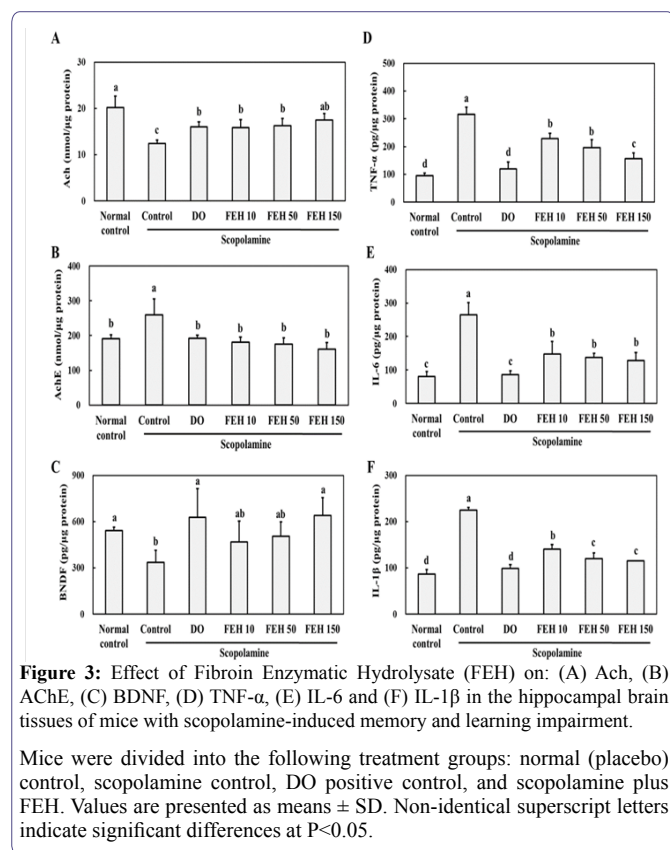 A
Ach (nmol/µg protein)
30
20
10
0
a
c
b
b
b
ab
Normal control
Control
DO
FEH 10
FEH 50
FEH 150
Scopolamine
B
AchE (nmol/µg protein)
400
300
200
100
0
b
a
b
b
b
b
Normal control
Control
DO
FEH 10
FEH 50
FEH 150
Scopolamine
C
BNDF (pg/µg protein)
900
600
300
0
a
b
a
ab
ab
a
Normal control
Control
DO
FEH 10
FEH 50
FEH 150
Scopolamine
D
TNF-α (pg/µg protein)
500
400
300
200
100
0
d
a
d
b
b
c
Normal control
Control
DO
FEH 10
FEH 50
FEH 150
Scopolamine
E
IL-6 (pg/µg protein)
400
300
200
100
0
c
a
c
b
b
b
Normal control
Control
DO
FEH 10
FEH 50
FEH 150
Scopolamine
F
IL-1β (pg/µg protein)
300
200
100
0
d
a
d
b
c
c
Normal control
Control
DO
FEH 10
FEH 50
FEH 150
Scopolamine
Figure 3: Effect of Fibroin Enzymatic Hydrolysate (FEH) on: (A) Ach, (B)
AChE, (C) BDNF, (D) TNF-α, (E) IL-6 and (F) IL-1β in the hippocampal brain
tissues of mice with scopolamine-induced memory and learning impairment.
Mice were divided into the following treatment groups: normal (placebo)
control, scopolamine control, DO positive control, and scopolamine plus
FEH. Values are presented as means ± SD. Non-identical superscript letters
indicate significant differences at P<0.05.